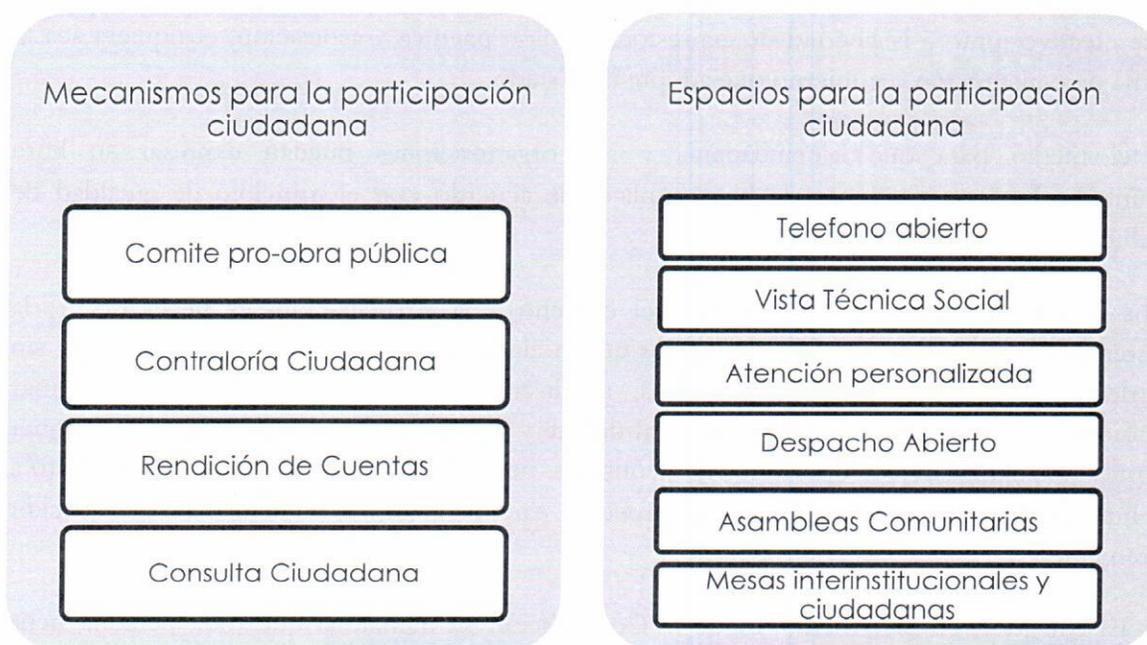 Mecanismos para la participación
ciudadana
Comite pro-obra pública
Contraloría Ciudadana
Rendición de Cuentas
Consulta Ciudadana
Espacios para la participación
ciudadana
Telefono abierto
Vista Técnica Social
Atención personalizada
Despacho Abierto
Asambleas Comunitarias
Mesas interinstitucionales y
ciudadanas